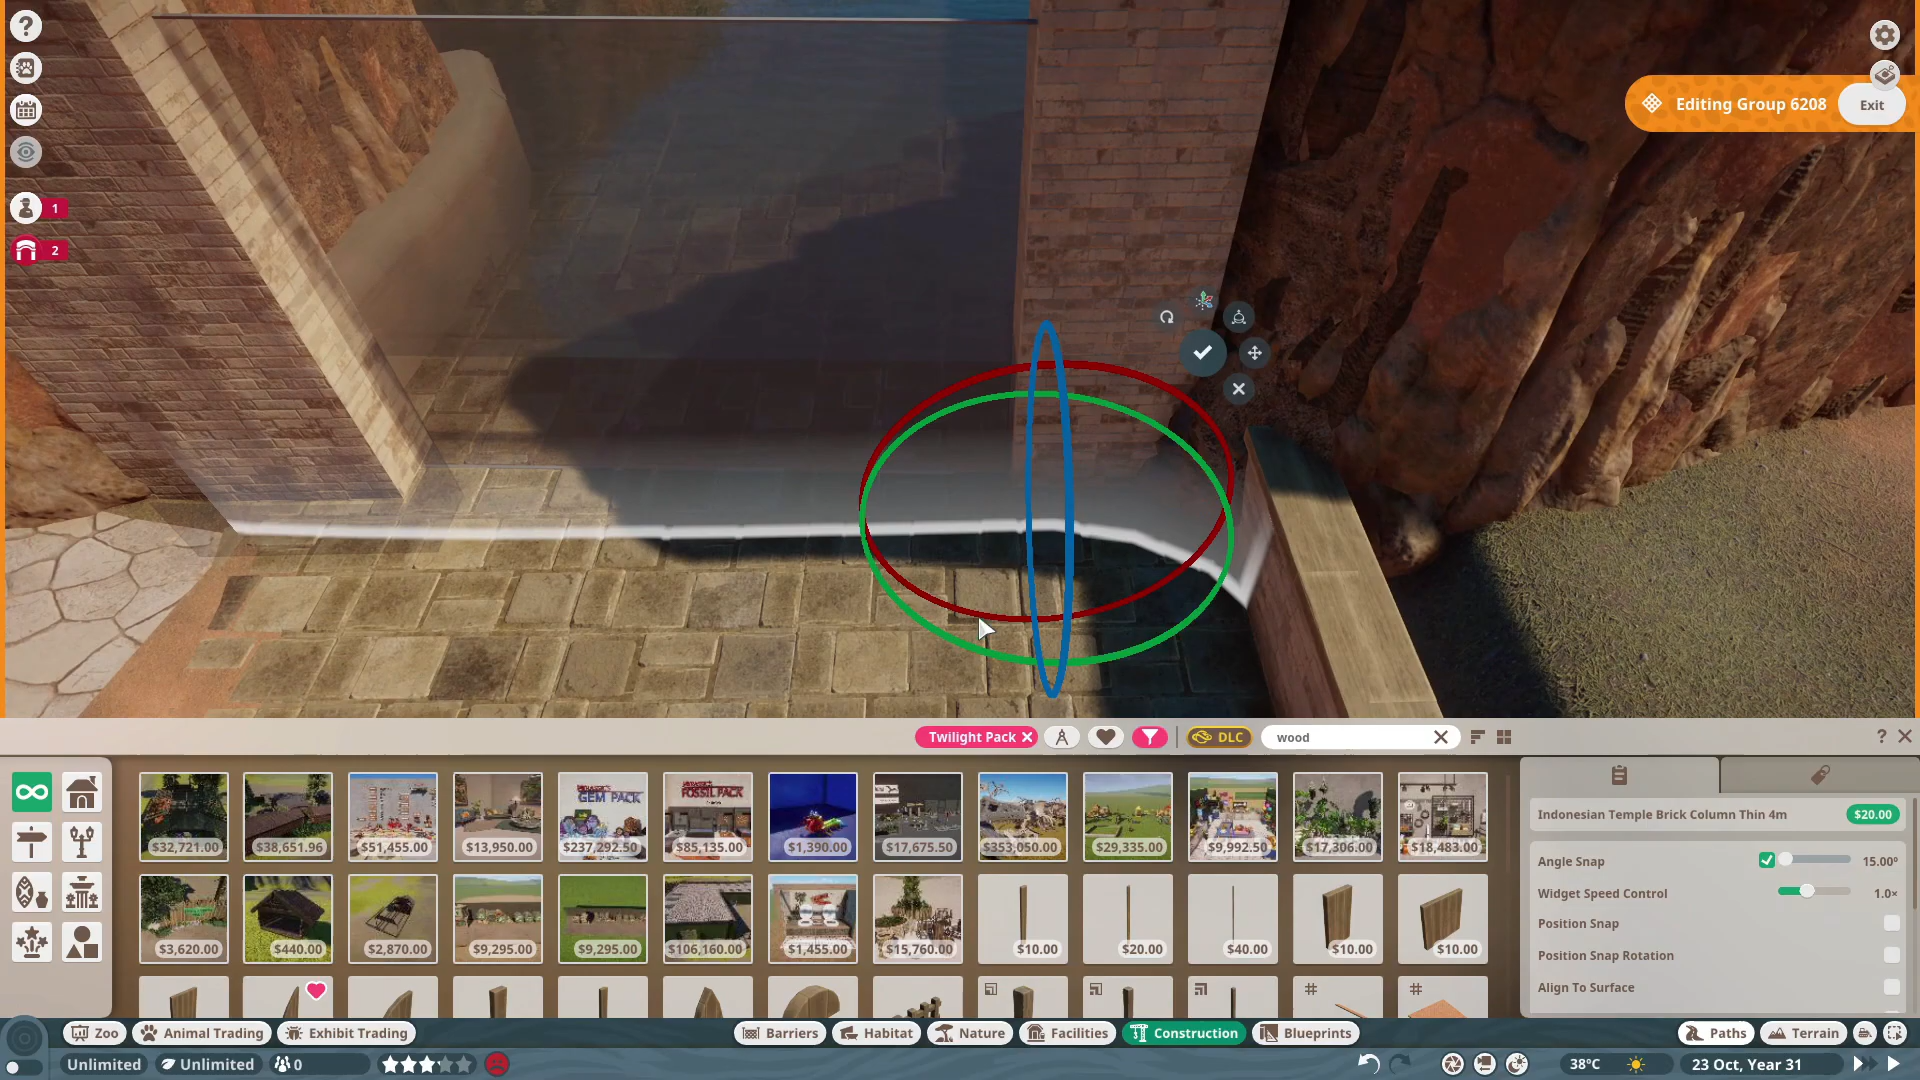 Editing Group 6208
Exit
1
2
Twilight Pack
DLC
wood
?
GEM PACK
FOSSIL PACK
$32,721.00
$38,651.96
$51,455.00
$13,950.00
$237,292.50
$85,135.00
$1,390.00
$17,675.50
$353,050.00
$29,335.00
$9,992.50
$17,306.00
$18,483.00
$3,620.00
$440.00
$2,870.00
$9,295.00
$9,295.00
$106,160.00
$1,455.00
$15,760.00
$10.00
$20.00
$40.00
$10.00
$10.00
Indonesian Temple Brick Column Thin 4m
$20.00
Angle Snap
15.00°
Widget Speed Control
1.0×
Position Snap
Position Snap Rotation
Align To Surface
Zoo
Animal Trading
Exhibit Trading
Barriers
Habitat
Nature
Facilities
Construction
Blueprints
Paths
Terrain
Unlimited
Unlimited
0
38°C
23 Oct, Year 31